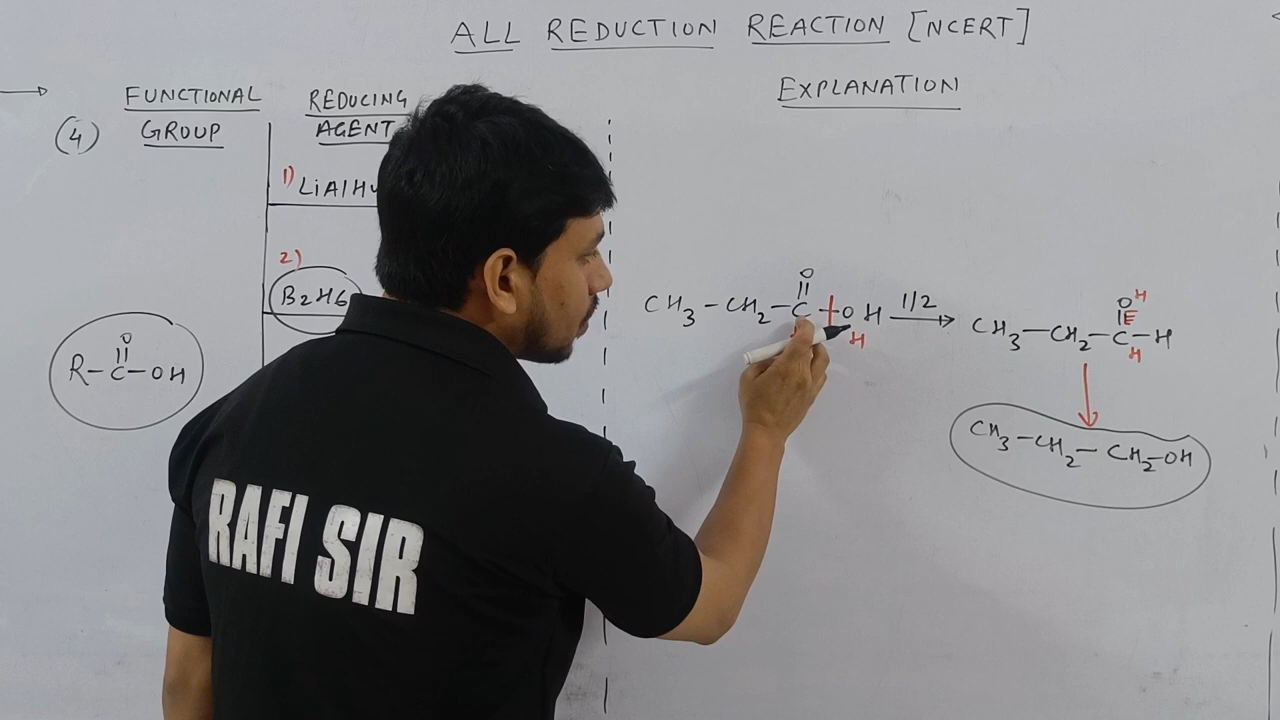 ALL REDUCTION REACTION [NCERT]
FUNCTIONAL GROUP
REDUCING AGENT
EXPLANATION
(4)
1) LiAlH4
2)
B2H6
O
R-C-OH
O
CH3-CH2-C-OH
H
1/2
O H
E
CH3-CH2-C-H
H
CH3-CH2-CH2-OH
RAFI SIR